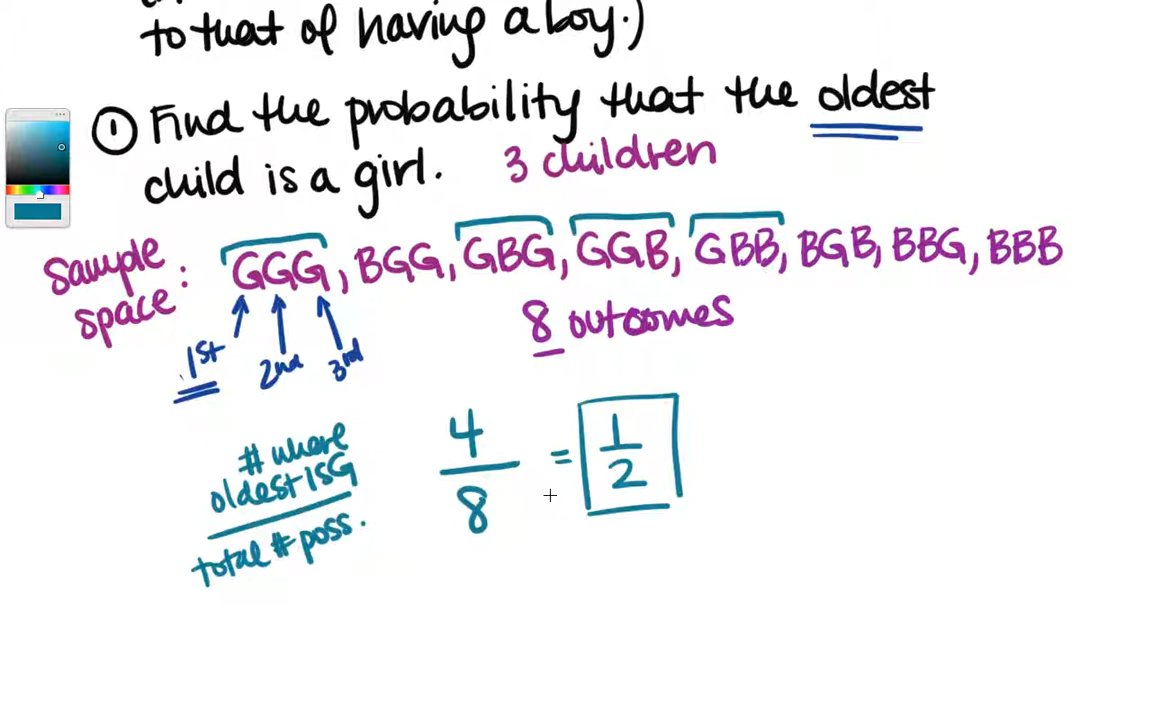 to that of having a boy.)
① Find the probability that the oldest
child is a girl. 3 children
Sample space: GGG, BGG, GBG, GGB, GBB, BGB, BBG, BBB
1st 2nd 3rd
8 outcomes
# where
oldest is G
total # poss.
4
8
=
1
2